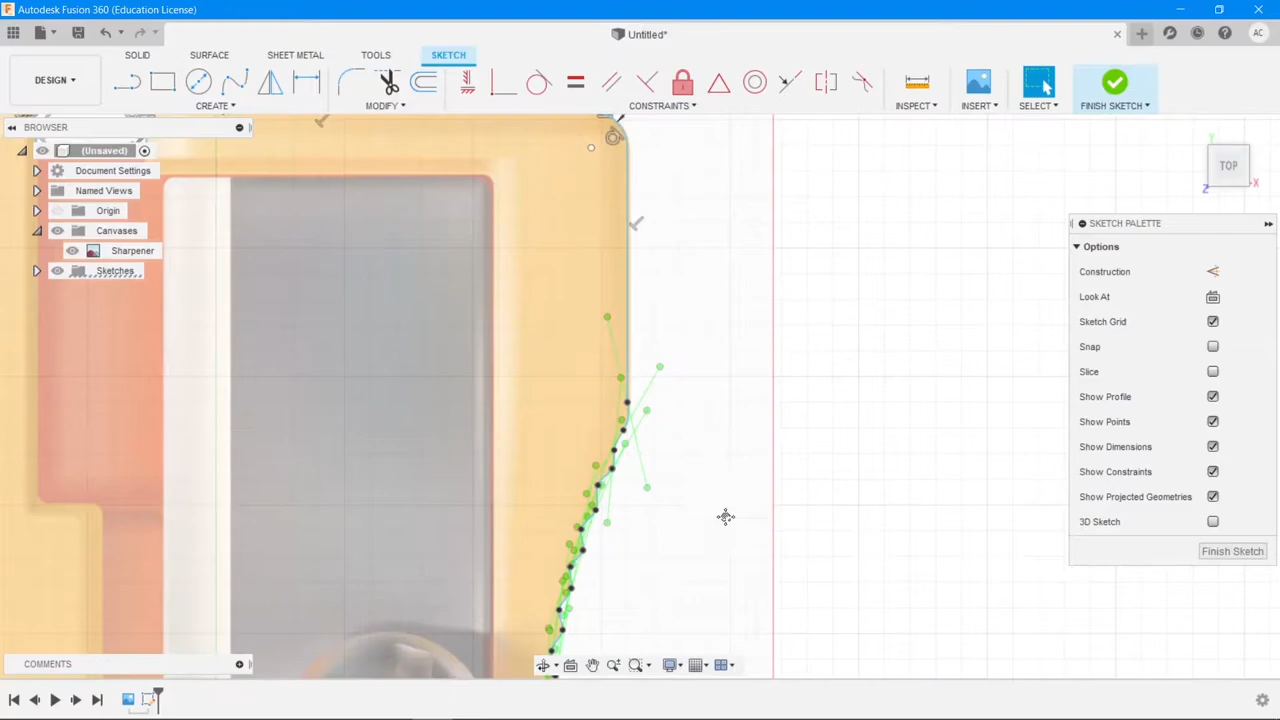 Autodesk Fusion 360 (Education License)
Untitled*
AC
DESIGN
SOLID
SURFACE
SHEET METAL
TOOLS
SKETCH
CREATE
MODIFY
CONSTRAINTS
INSPECT
INSERT
SELECT
FINISH SKETCH
BROWSER
(Unsaved)
Document Settings
Named Views
Origin
Canvases
Sharpener
Sketches
Y
TOP
Z
X
SKETCH PALETTE
Options
Construction
Look At
Sketch Grid
Snap
Slice
Show Profile
Show Points
Show Dimensions
Show Constraints
Show Projected Geometries
3D Sketch
Finish Sketch
COMMENTS